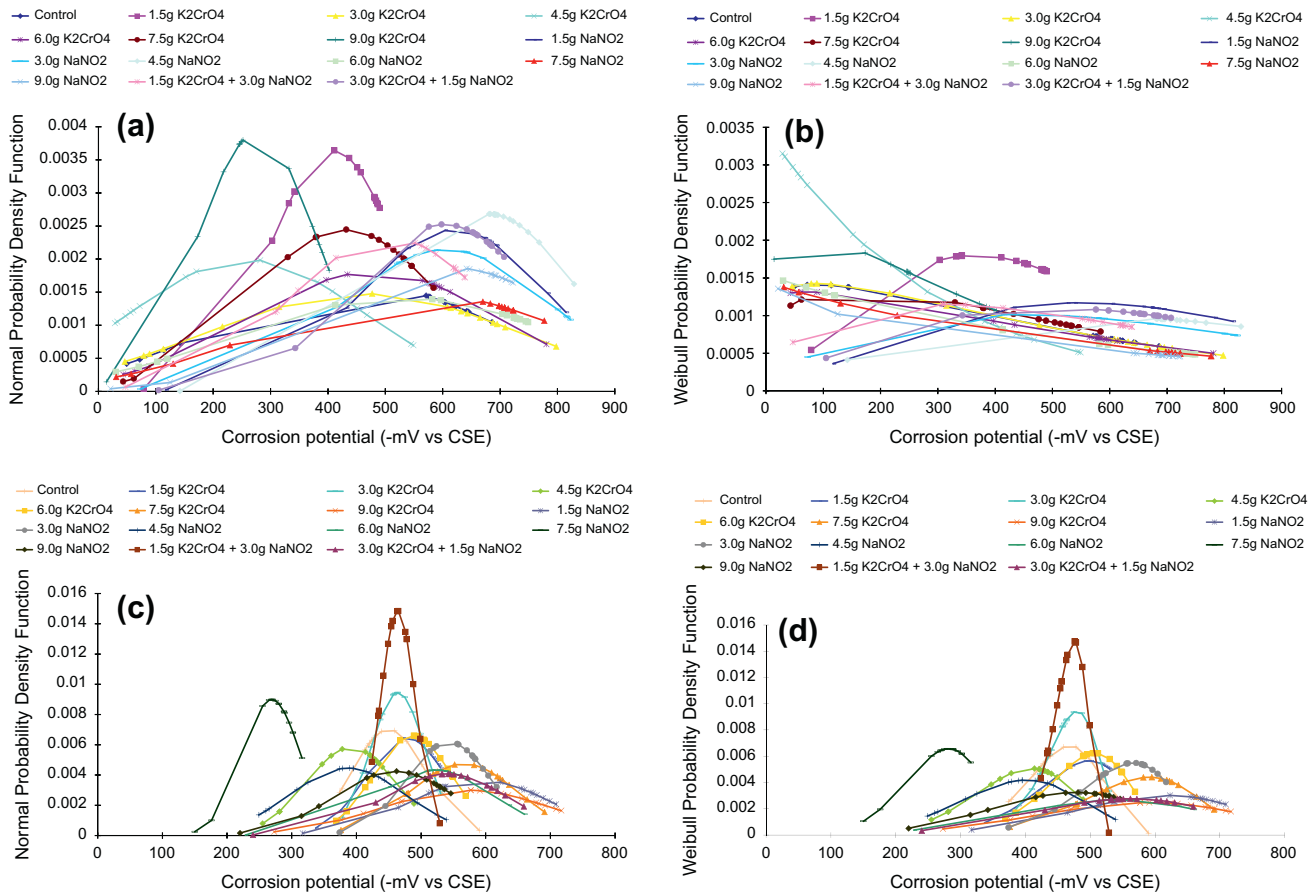 Control 1.5g K2CrO4 3.0g K2CrO4 4.5g K2CrO4
6.0g K2CrO4 7.5g K2CrO4 9.0g K2CrO4 1.5g NaNO2
3.0g NaNO2 4.5g NaNO2 6.0g NaNO2 7.5g NaNO2
9.0g NaNO2 1.5g K2CrO4 + 3.0g NaNO2 3.0g K2CrO4 + 1.5g NaNO2
(a)
Normal Probability Density Function
0.004
0.0035
0.003
0.0025
0.002
0.0015
0.001
0.0005
0
0 100 200 300 400 500 600 700 800 900
Corrosion potential (-mV vs CSE)
Control 1.5g K2CrO4 3.0g K2CrO4 4.5g K2CrO4
6.0g K2CrO4 7.5g K2CrO4 9.0g K2CrO4 1.5g NaNO2
3.0g NaNO2 4.5g NaNO2 6.0g NaNO2 7.5g NaNO2
9.0g NaNO2 1.5g K2CrO4 + 3.0g NaNO2 3.0g K2CrO4 + 1.5g NaNO2
(b)
Weibull Probability Density Function
0.0035
0.003
0.0025
0.002
0.0015
0.001
0.0005
0
0 100 200 300 400 500 600 700 800 900
Corrosion potential (-mV vs CSE)
Control 1.5g K2CrO4 3.0g K2CrO4 4.5g K2CrO4
6.0g K2CrO4 7.5g K2CrO4 9.0g K2CrO4 1.5g NaNO2
3.0g NaNO2 4.5g NaNO2 6.0g NaNO2 7.5g NaNO2
9.0g NaNO2 1.5g K2CrO4 + 3.0g NaNO2 3.0g K2CrO4 + 1.5g NaNO2
(c)
Normal Probability Density Function
0.016
0.014
0.012
0.01
0.008
0.006
0.004
0.002
0
0 100 200 300 400 500 600 700 800
Corrosion potential (-mV vs CSE)
Control 1.5g K2CrO4 3.0g K2CrO4 4.5g K2CrO4
6.0g K2CrO4 7.5g K2CrO4 9.0g K2CrO4 1.5g NaNO2
3.0g NaNO2 4.5g NaNO2 6.0g NaNO2 7.5g NaNO2
9.0g NaNO2 1.5g K2CrO4 + 3.0g NaNO2 3.0g K2CrO4 + 1.5g NaNO2
(d)
Weibull Probability Density Function
0.016
0.014
0.012
0.01
0.008
0.006
0.004
0.002
0
0 100 200 300 400 500 600 700 800
Corrosion potential (-mV vs CSE)